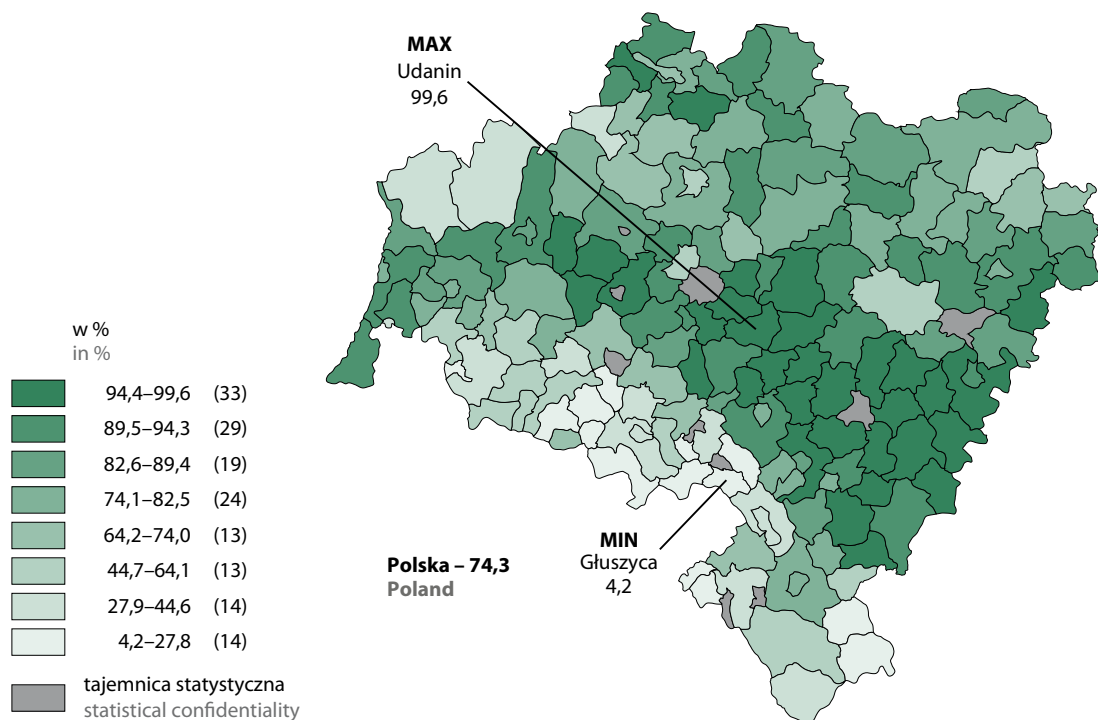 MAX
Udanin
99,6
w %
in %
94,4–99,6 (33)
89,5–94,3 (29)
82,6–89,4 (19)
74,1–82,5 (24)
64,2–74,0 (13)
44,7–64,1 (13)
27,9–44,6 (14)
4,2–27,8 (14)
tajemnica statystyczna
statistical confidentiality
Polska – 74,3
Poland
MIN
Głuszyca
4,2